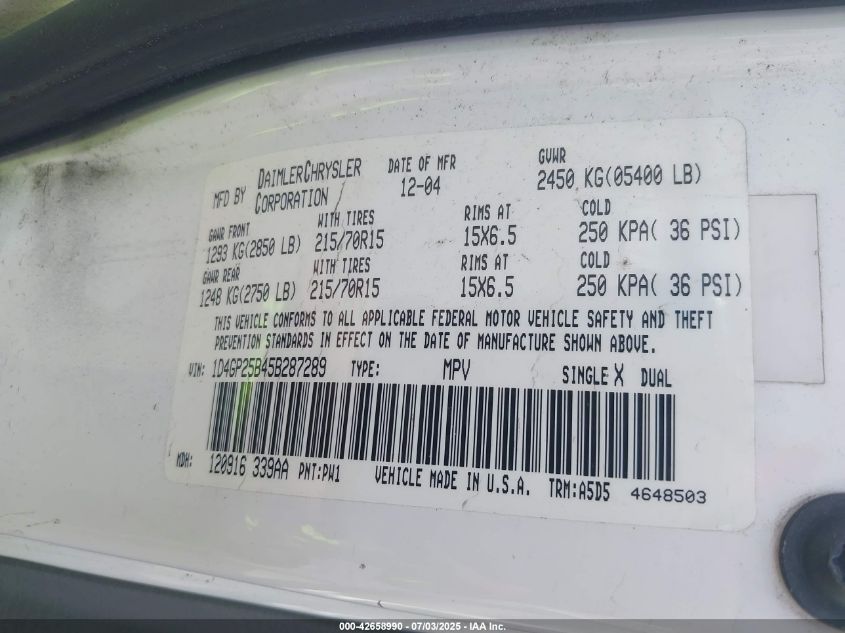 MFD BY DAIMLERCHRYSLER CORPORATION DATE OF MFR 12-04 GVWR 2450 KG(05400 LB)
GAWR FRONT WITH TIRES RIMS AT COLD
1293 KG(2850 LB) 215/70R15 15X6.5 250 KPA( 36 PSI)
GAWR REAR WITH TIRES RIMS AT COLD
1248 KG(2750 LB) 215/70R15 15X6.5 250 KPA( 36 PSI)
THIS VEHICLE CONFORMS TO ALL APPLICABLE FEDERAL MOTOR VEHICLE SAFETY AND THEFT
PREVENTION STANDARDS IN EFFECT ON THE DATE OF MANUFACTURE SHOWN ABOVE.
VIN: 1D4GP25B45B287289 TYPE: MPV SINGLE X DUAL
MDH: 120916 339AA PNT:PW1 VEHICLE MADE IN U.S.A. TRM:A5D5 4648503
000-42658990 - 07/03/2025 - IAA Inc.